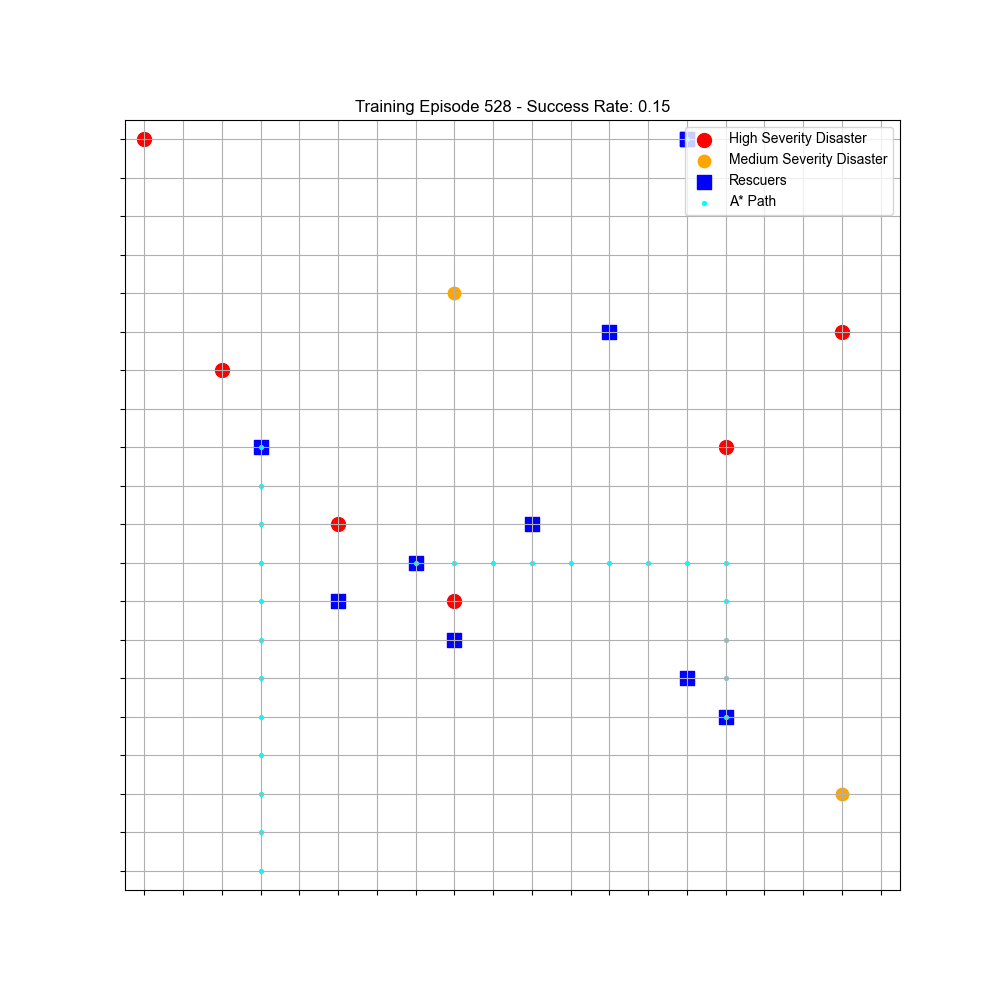 Training Episode 528 - Success Rate: 0.15
High Severity Disaster
Medium Severity Disaster
Rescuers
A* Path